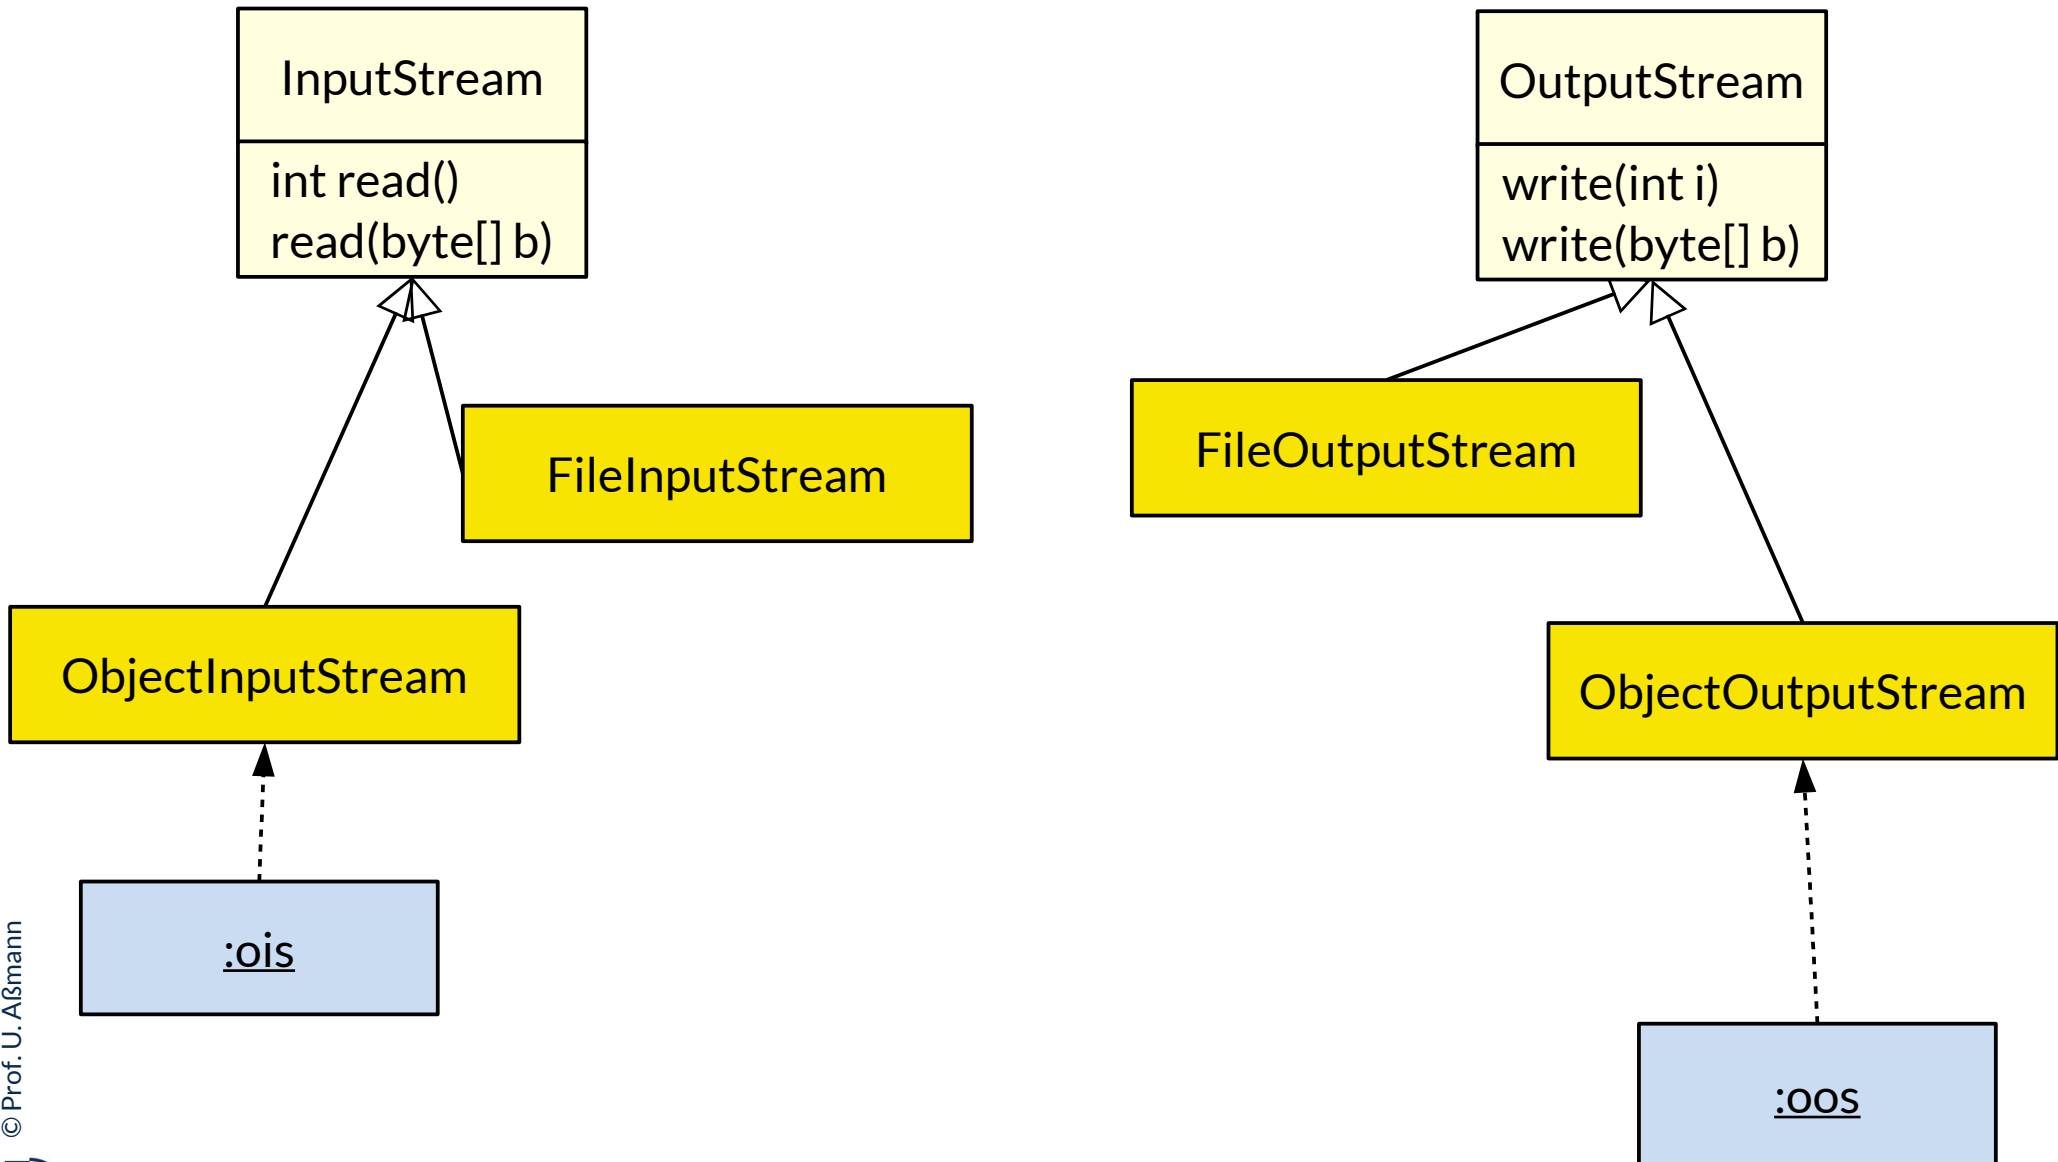 InputStream
int read()
read(byte[] b)
OutputStream
write(int i)
write(byte[] b)
FileInputStream
FileOutputStream
ObjectInputStream
ObjectOutputStream
:ois
:oos
© Prof. U. Aßmann